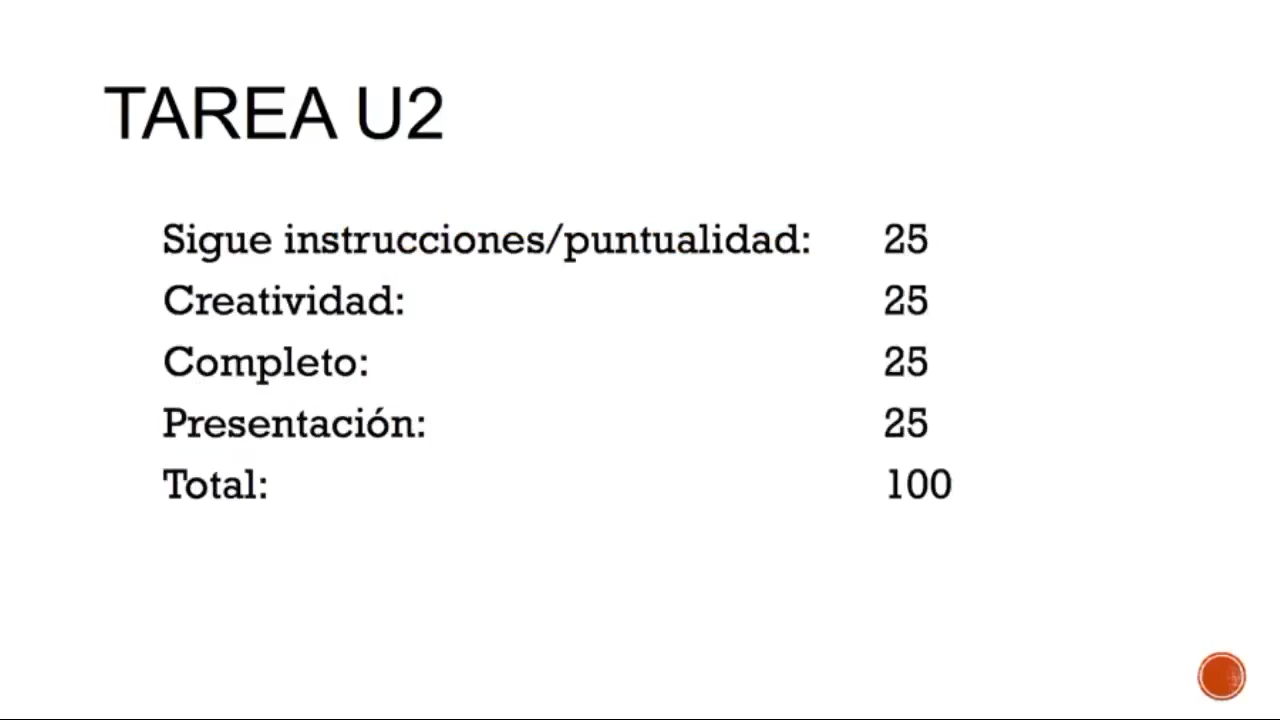 TAREA U2
Sigue instrucciones/puntualidad: 25
Creatividad: 25
Completo: 25
Presentación: 25
Total: 100